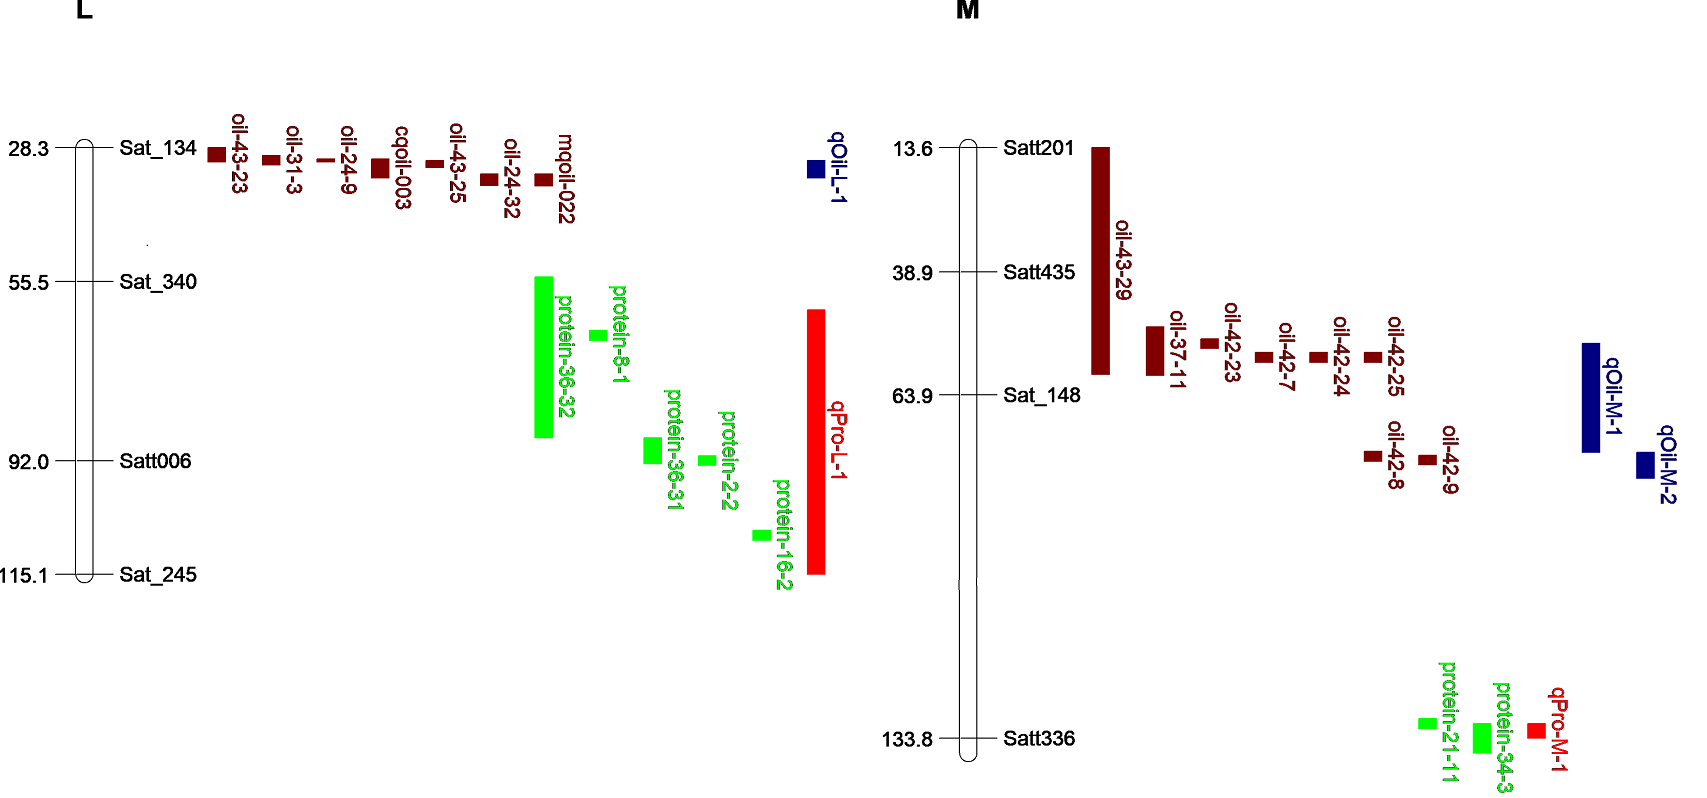 L
28.3 Sat_134
55.5 Sat_340
92.0 Satt006
115.1 Sat_245
oil-43-23
oil-31-3
oil-24-9
cqoil-003
oil-43-25
oil-24-32
mqoil-022
qOil-L-1
protein-36-32
protein-8-1
protein-36-31
protein-2-2
protein-16-2
qPro-L-1
M
13.6 Satt201
38.9 Satt435
63.9 Sat_148
133.8 Satt336
oil-43-29
oil-37-11
oil-42-23
oil-42-7
oil-42-24
oil-42-25
oil-42-8
oil-42-9
qOil-M-1
qOil-M-2
protein-21-11
protein-34-3
qPro-M-1